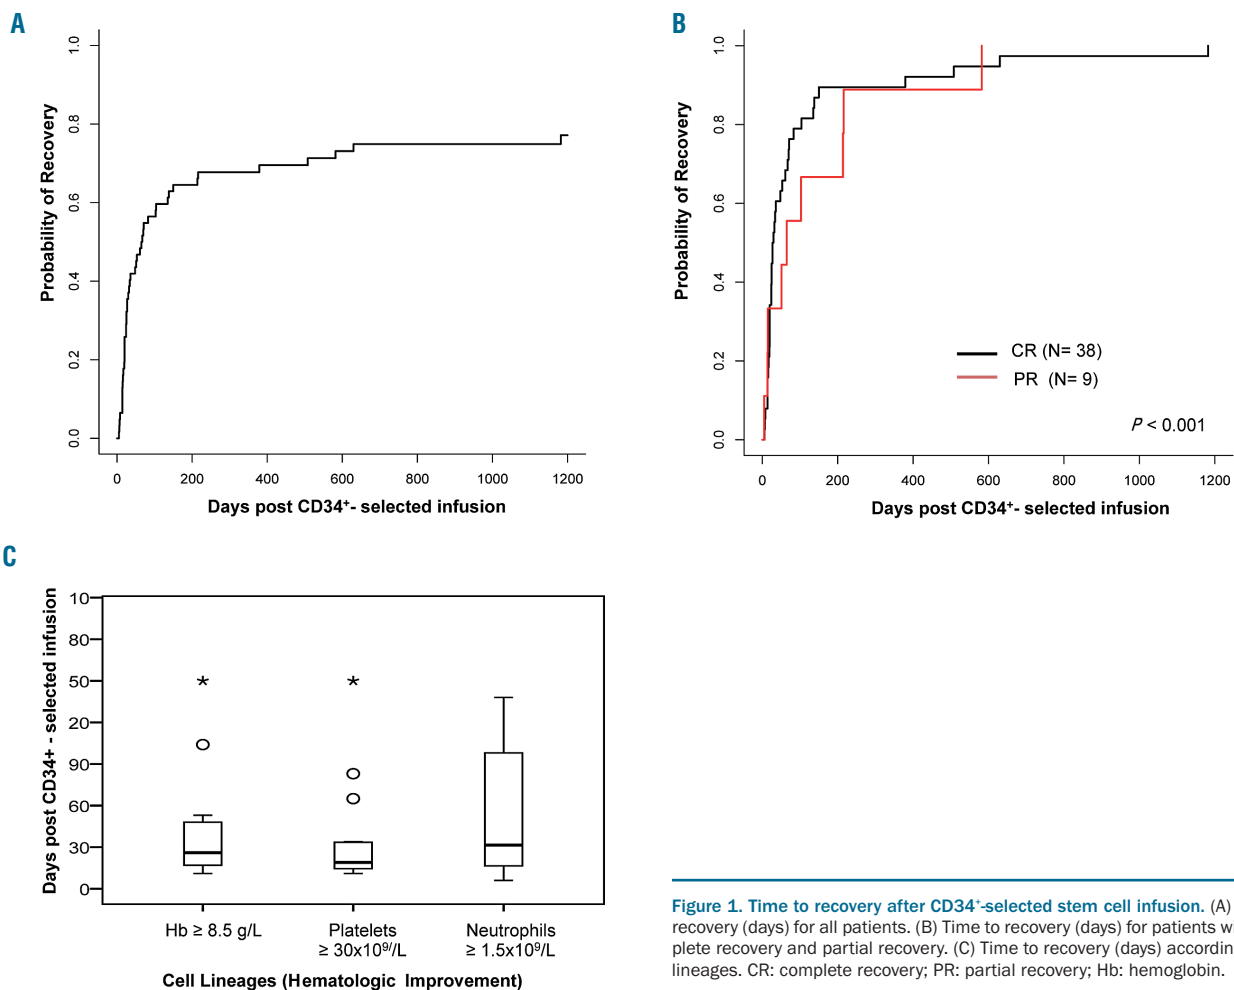 A
Probability of Recovery
1.0
0.8
0.6
0.4
0.2
0.0
0 200 400 600 800 1000 1200
Days post CD34+- selected infusion
B
Probability of Recovery
1.0
0.8
0.6
0.4
0.2
0.0
CR (N= 38)
PR (N= 9)
P < 0.001
0 200 400 600 800 1000 1200
Days post CD34+- selected infusion
C
Days post CD34+ - selected infusion
10
80
50
20
90
60
30
0
* *
Hb ≥ 8.5 g/L Platelets Neutrophils
≥ 30x10⁹/L ≥ 1.5x10⁹/L
Cell Lineages (Hematologic Improvement)
Figure 1. Time to recovery after CD34+-selected stem cell infusion. (A)
recovery (days) for all patients. (B) Time to recovery (days) for patients wi
plete recovery and partial recovery. (C) Time to recovery (days) accordin
lineages. CR: complete recovery; PR: partial recovery; Hb: hemoglobin.